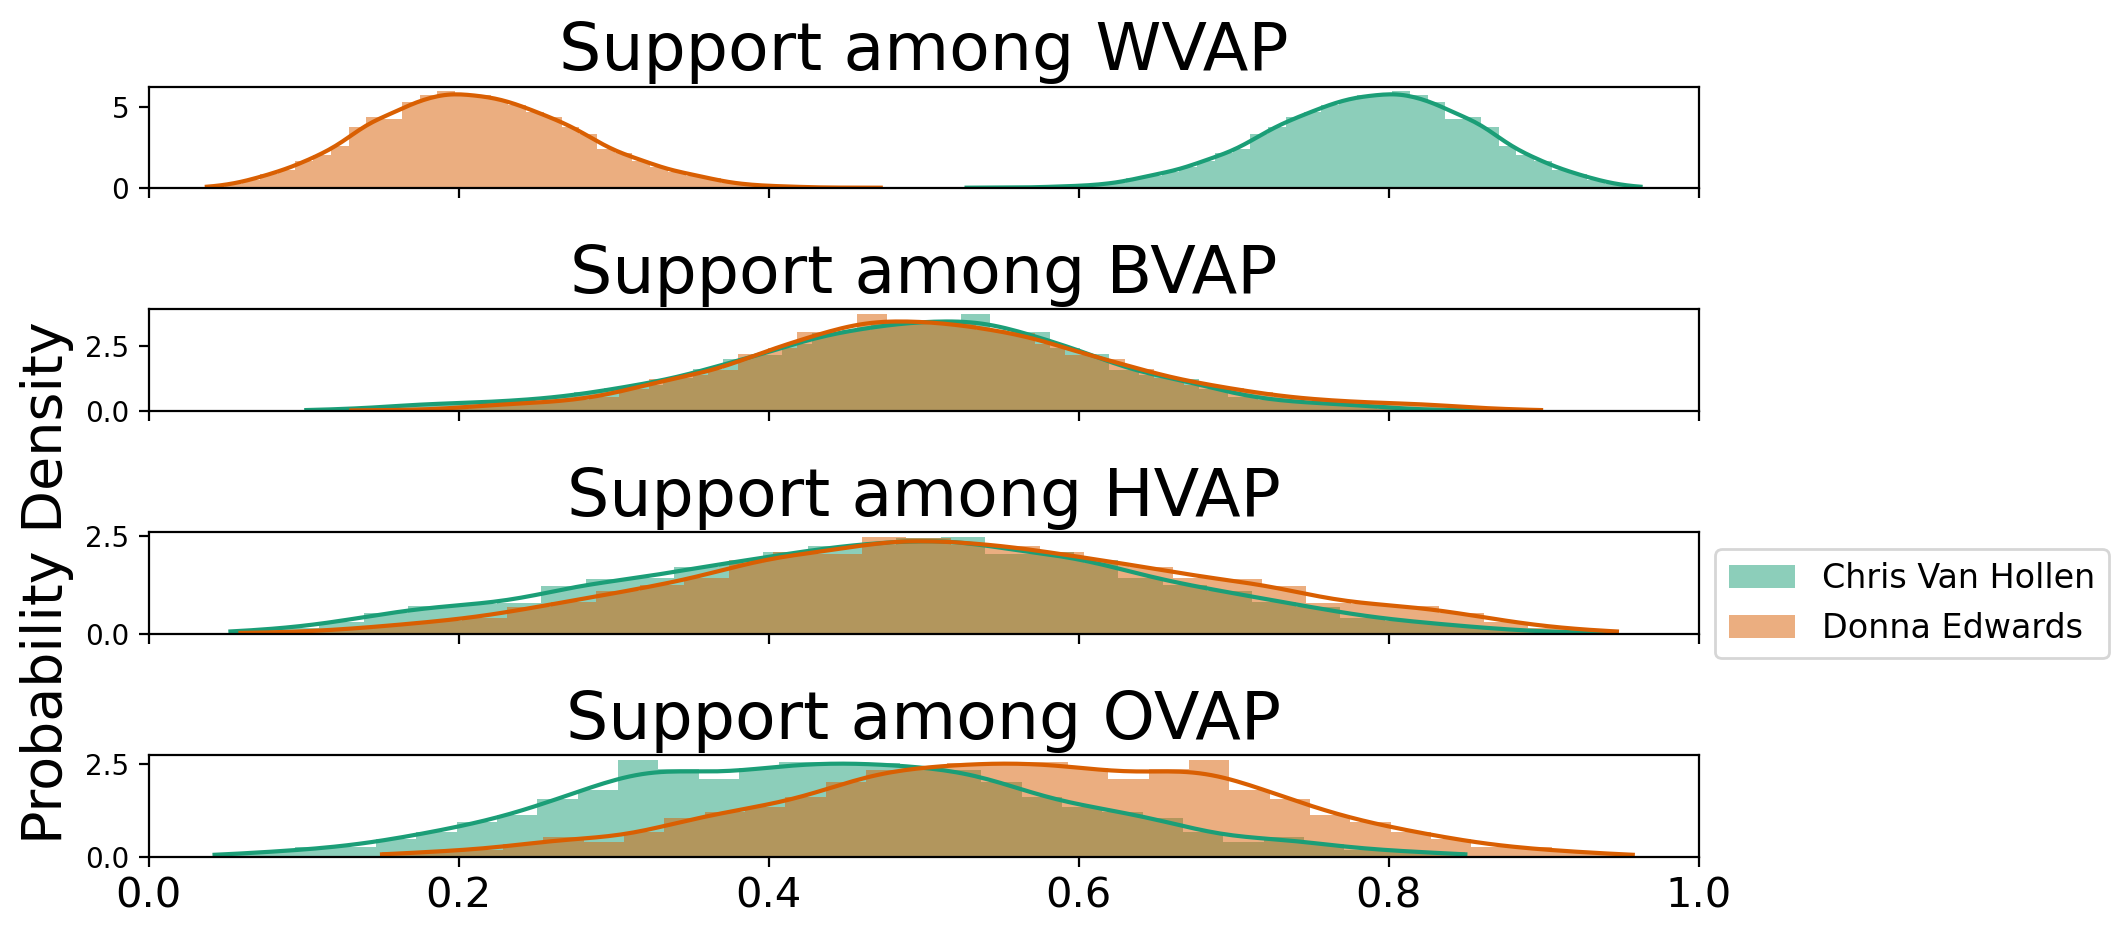 Support among WVAP
5
0
Support among BVAP
2.5
0.0
Support among HVAP
2.5
0.0
Chris Van Hollen
Donna Edwards
Support among OVAP
2.5
0.0
0.0 0.2 0.4 0.6 0.8 1.0
Probability Density